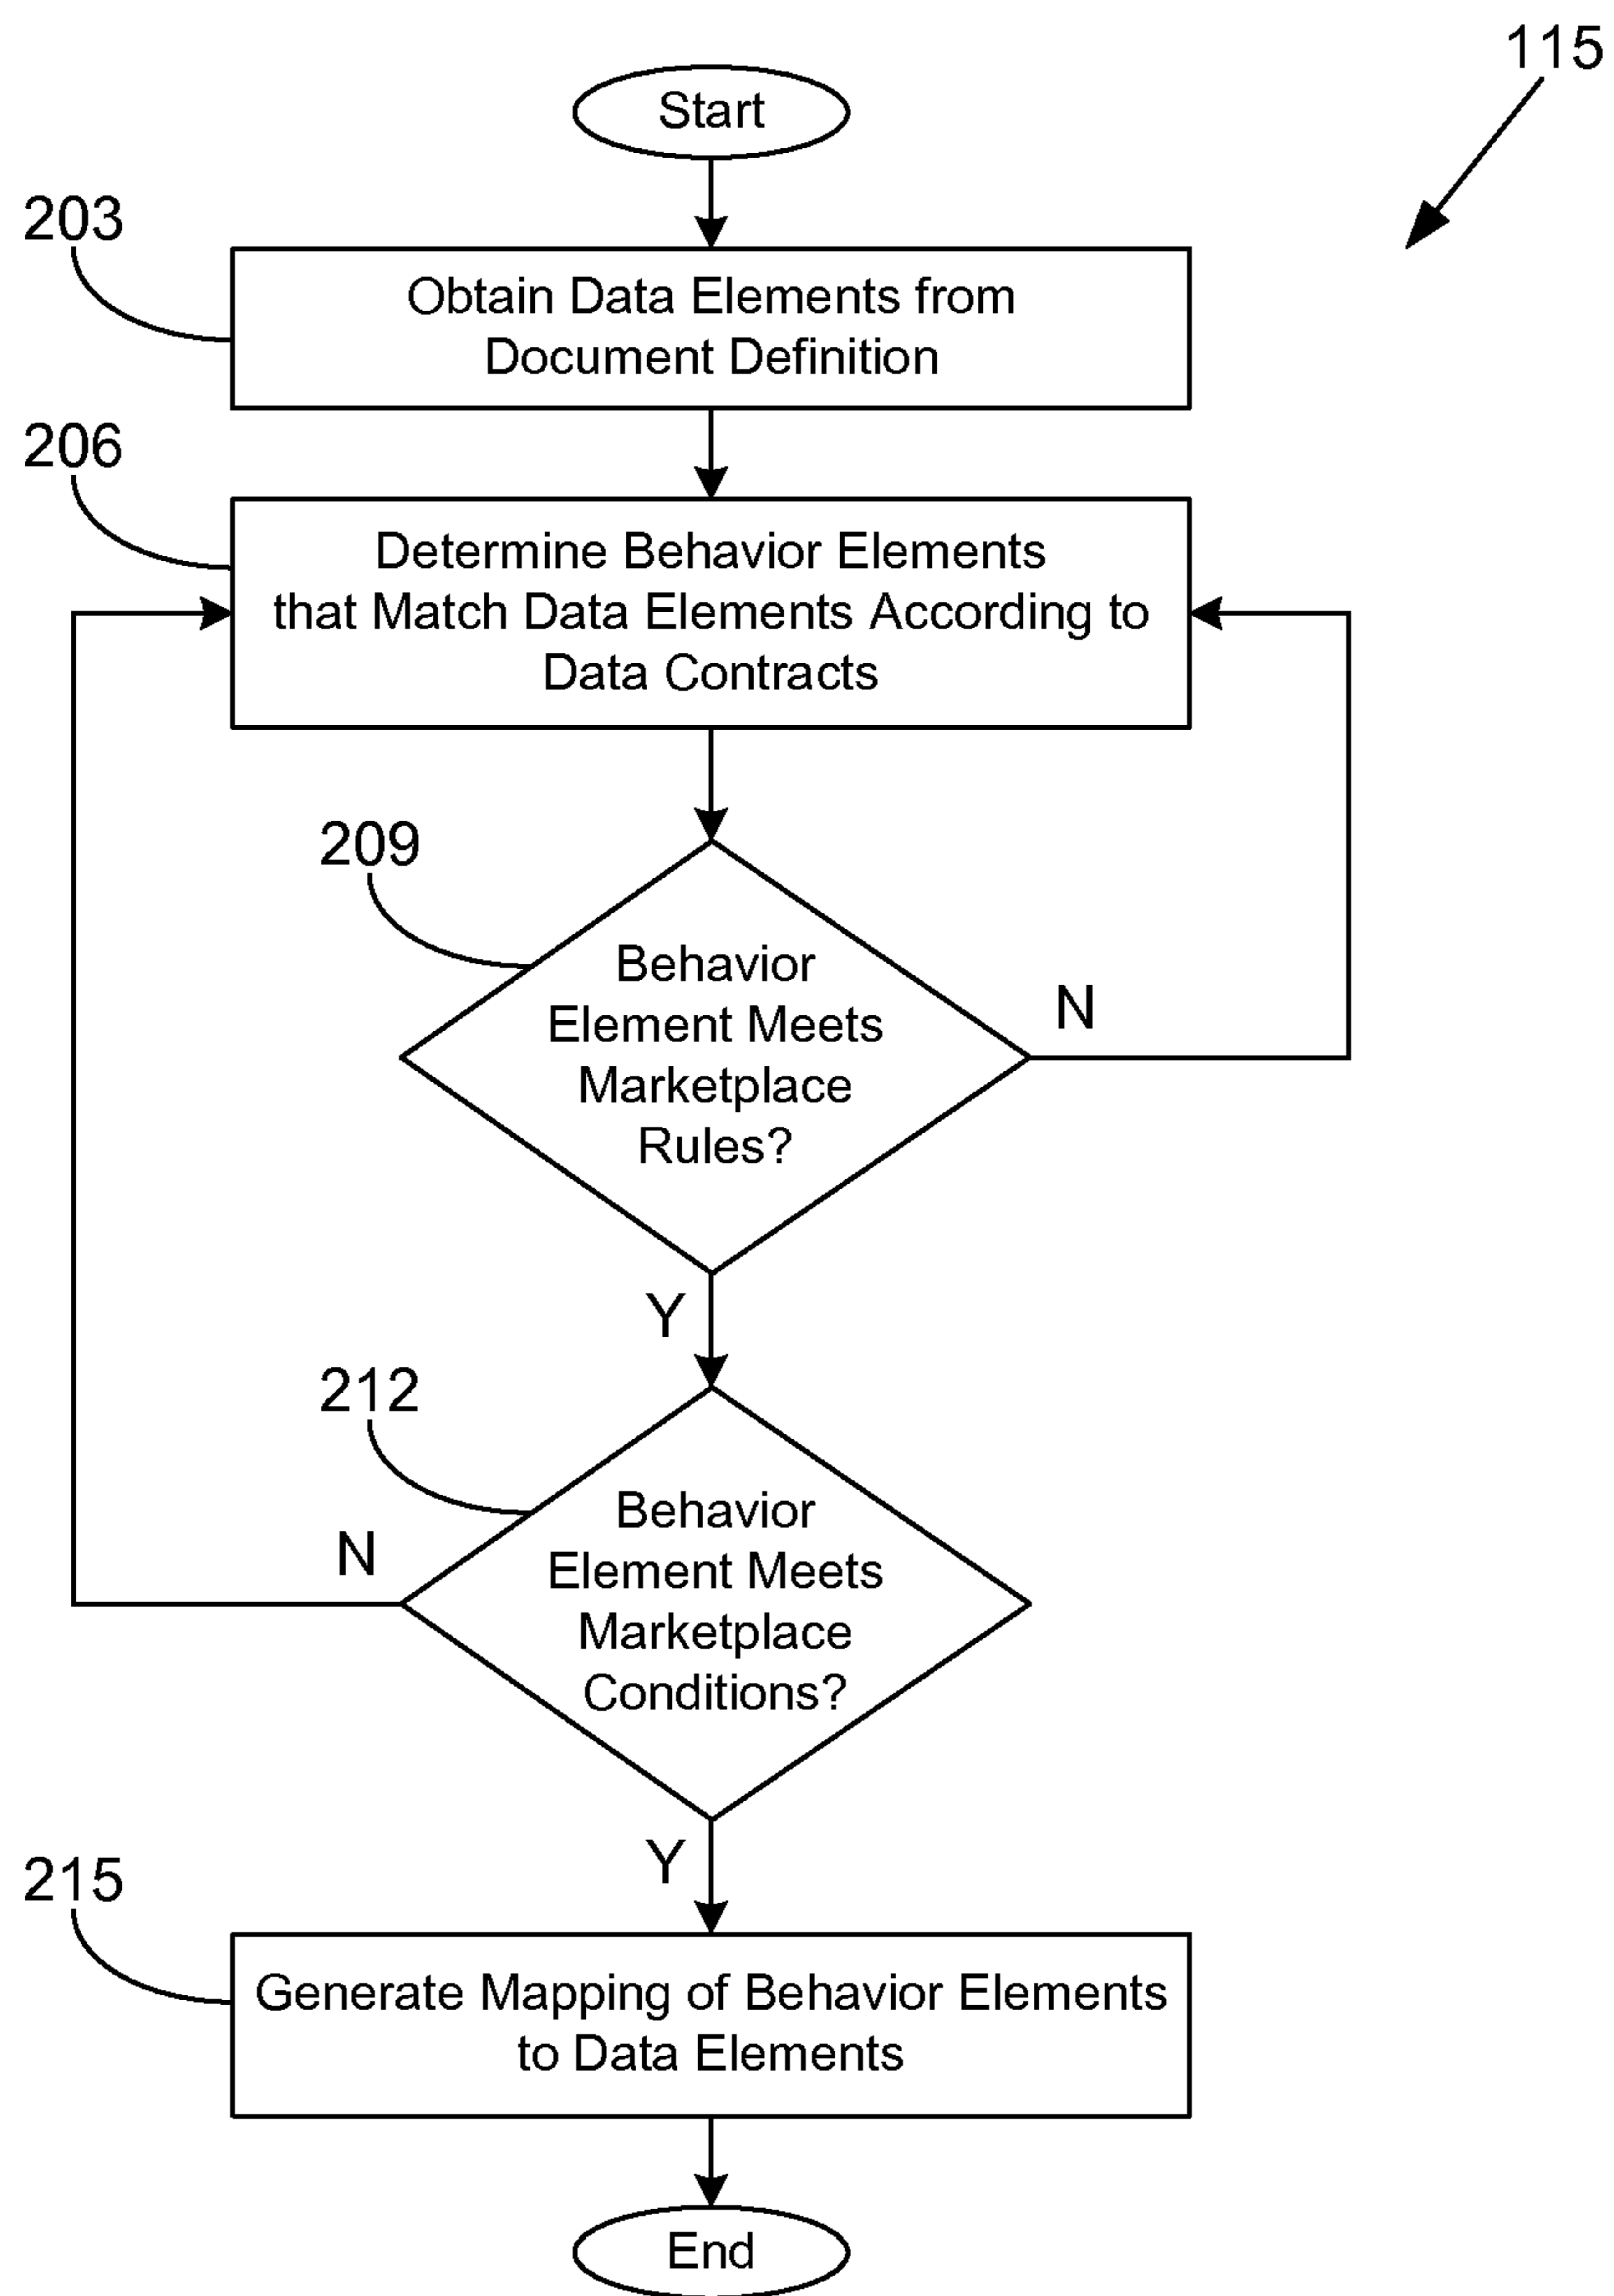 115
Start
203
Obtain Data Elements from
Document Definition
206
Determine Behavior Elements
that Match Data Elements According to
Data Contracts
209
Behavior
Element Meets
Marketplace
Rules?
N
Y
212
Behavior
Element Meets
Marketplace
Conditions?
N
Y
215
Generate Mapping of Behavior Elements
to Data Elements
End